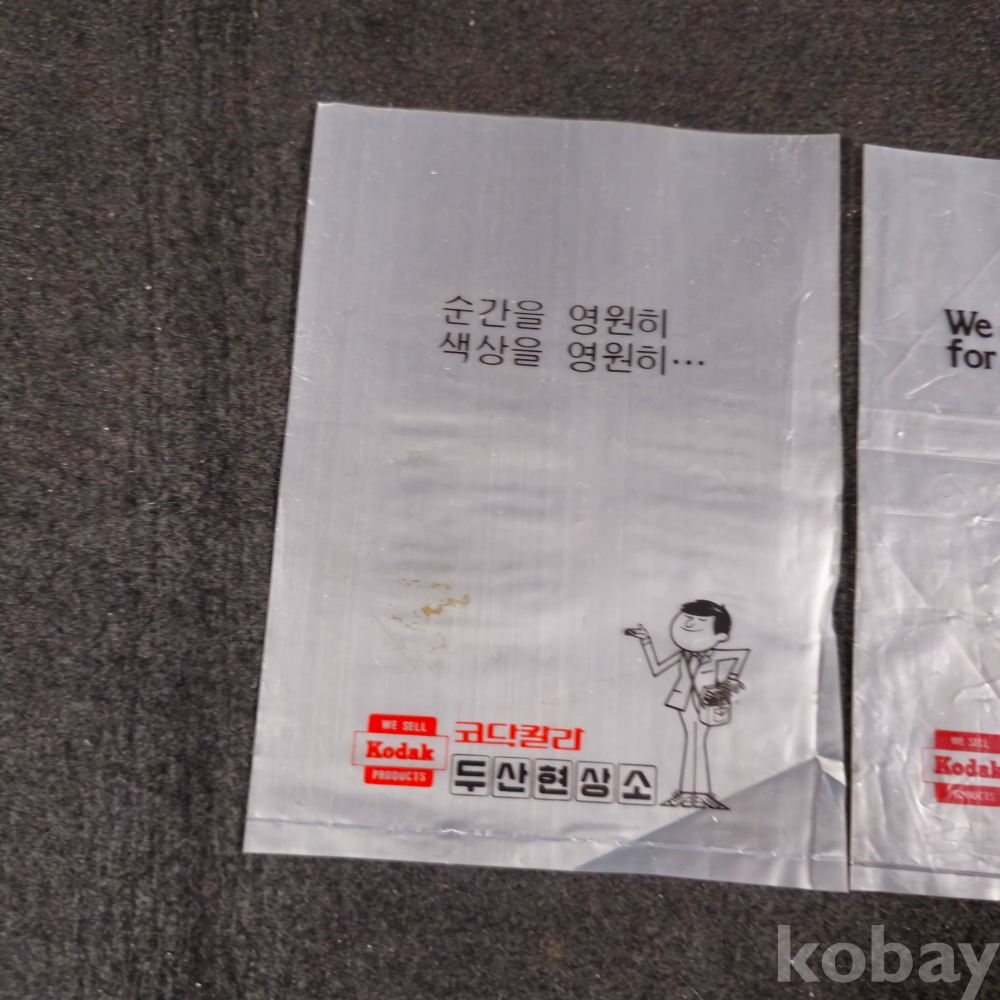 순간을 영원히
색상을 영원히…
WE SELL
Kodak
PRODUCTS
코닥칼라
두산현상소
We
for
WE SELL
Kodak
PRODUCTS
kobay